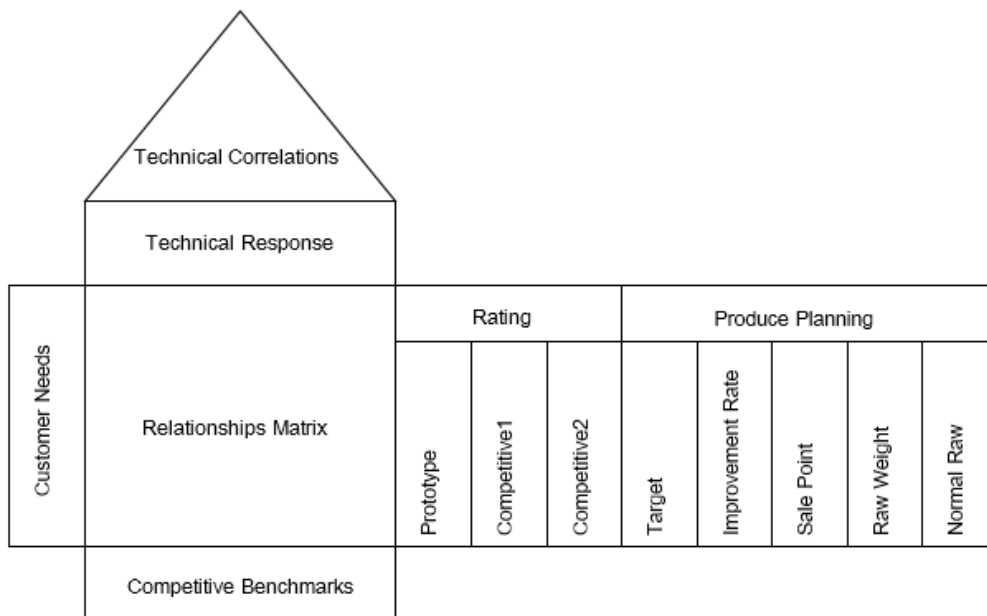 Technical Correlations
Technical Response
Customer Needs
Relationships Matrix
Rating
Produce Planning
Prototype
Competitive1
Competitive2
Target
Improvement Rate
Sale Point
Raw Weight
Normal Raw
Competitive Benchmarks